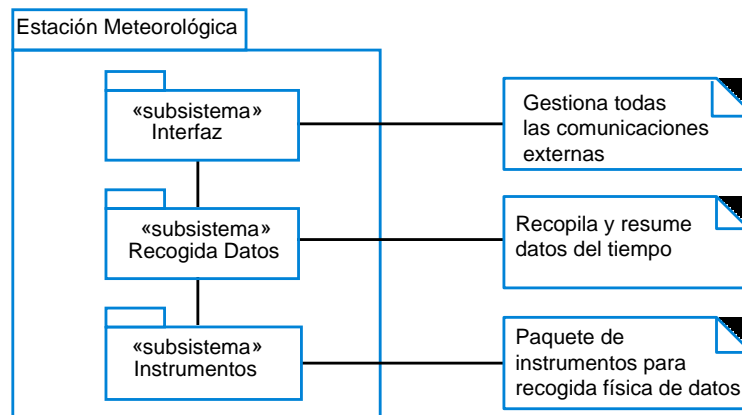 Estación Meteorológica
«subsistema»
Interfaz
Gestiona todas
las comunicaciones
externas
«subsistema»
Recogida Datos
Recopila y resume
datos del tiempo
«subsistema»
Instrumentos
Paquete de
instrumentos para
recogida física de datos